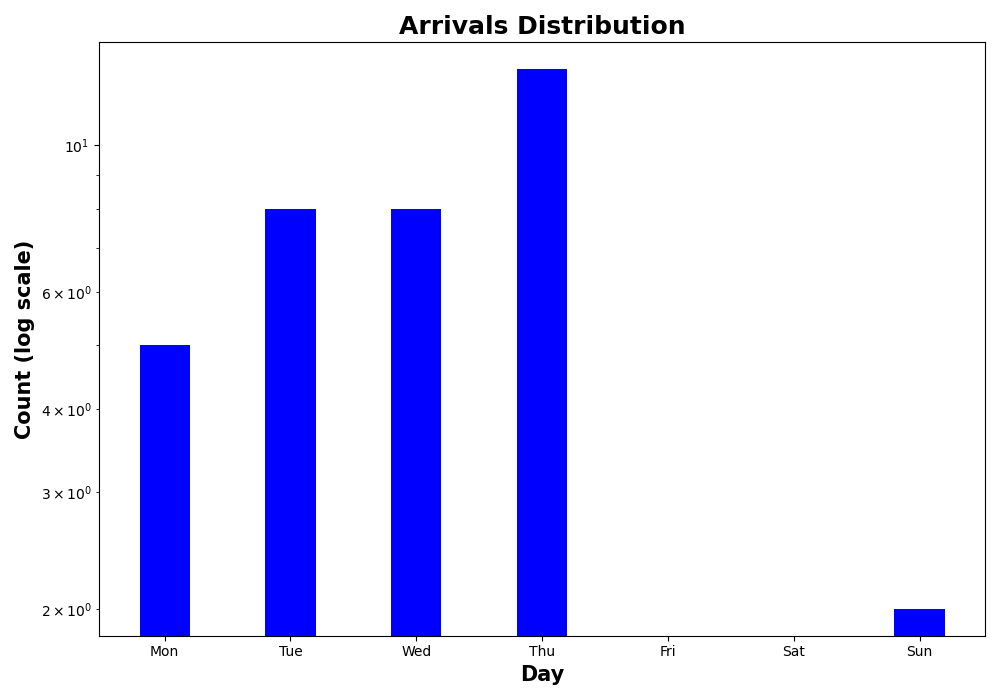 Arrivals Distribution
Count (log scale)
10¹
6 × 10⁰
4 × 10⁰
3 × 10⁰
2 × 10⁰
Mon Tue Wed Thu Fri Sat Sun
Day